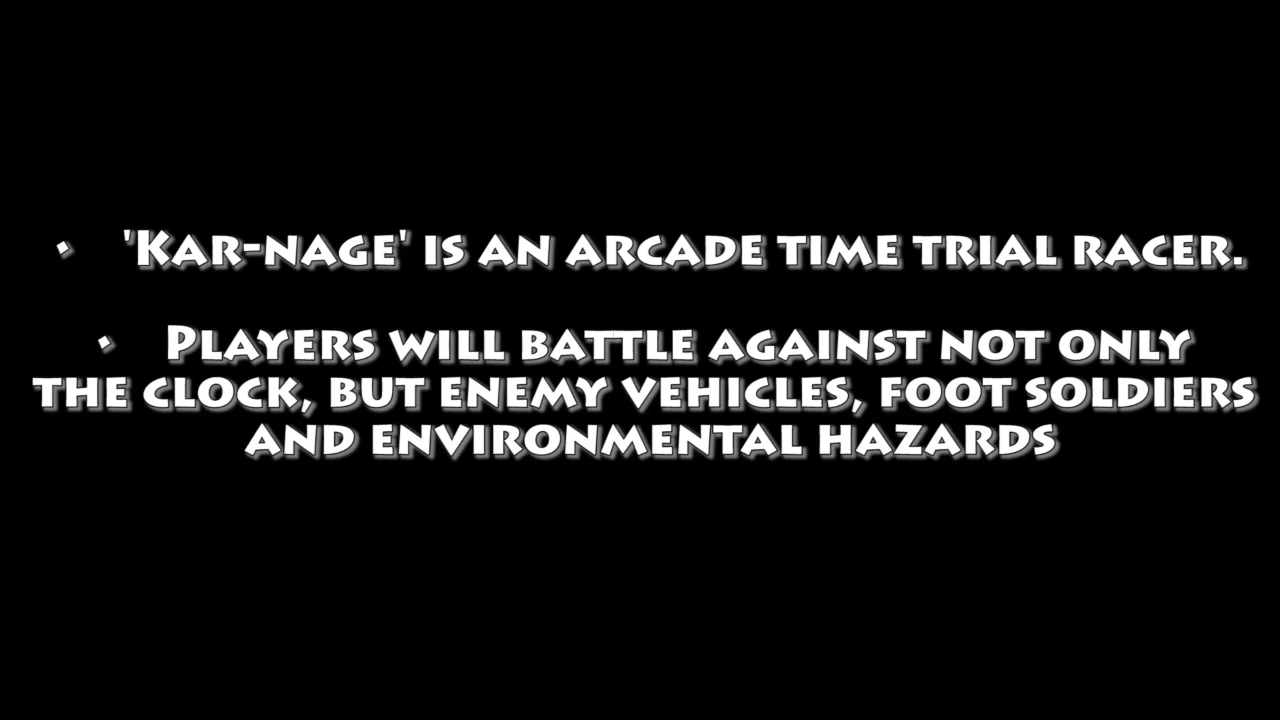 • 'Kar-nage' is an arcade time trial racer.
• Players will battle against not only
the clock, but enemy vehicles, foot soldiers
and environmental hazards